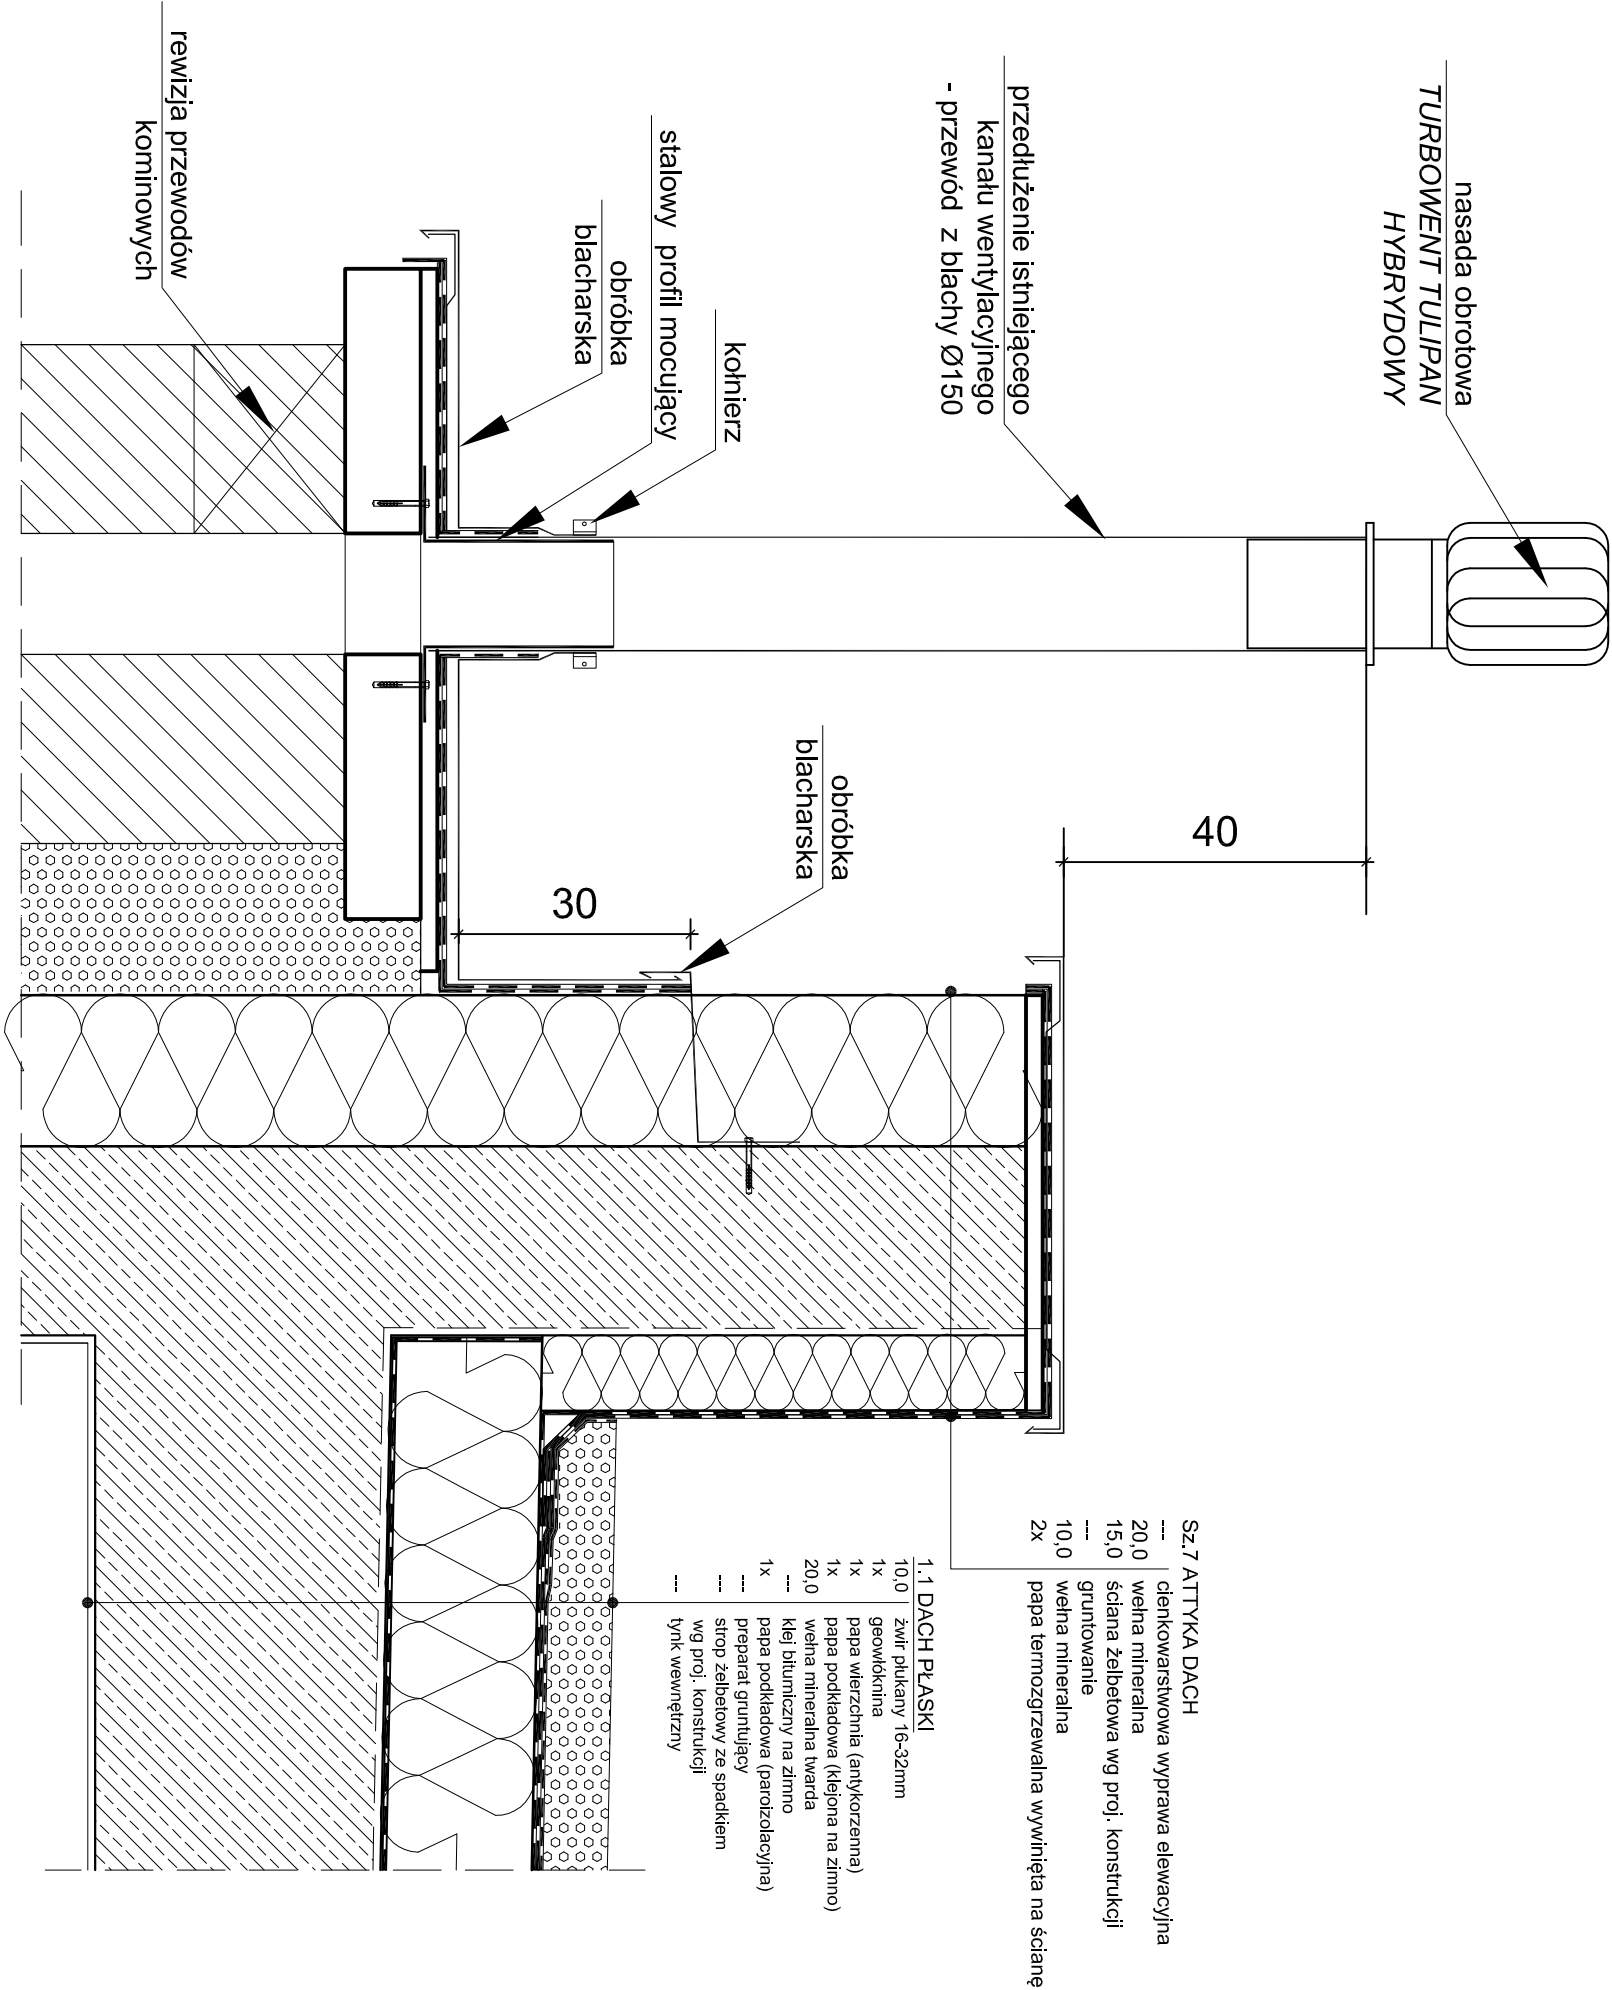 nasada obrotowa
TURBOWENT TULIPAN
HYBRYDOWY
przedłużenie istniejącego
kanału wentylacyjnego
- przewód z blachy Ø150
kołnierz
stalowy profil mocujący
obróbka
blacharska
rewizja przewodów
kominowych
obróbka
blacharska
40
30
Sz.7 ATTYKA DACH
--- cienkowarstwowa wyprawa elewacyjna
20,0 wełna mineralna
15,0 ściana żelbetowa wg proj. konstrukcji
--- gruntowanie
10,0 wełna mineralna
2x papa termozgrzewalna wywinięta na ścianę
1.1 DACH PŁASKI
10,0 żwir płukany 16-32mm
1x geowłóknina
1x papa wierzchnia (antykorzenna)
1x papa podkładowa (klejona na zimno)
20,0 wełna mineralna twarda
--- klej bitumiczny na zimno
1x papa podkładowa (paroizolacyjna)
--- preparat gruntujący
--- strop żelbetowy ze spadkiem
wg proj. konstrukcji
--- tynk wewnętrzny